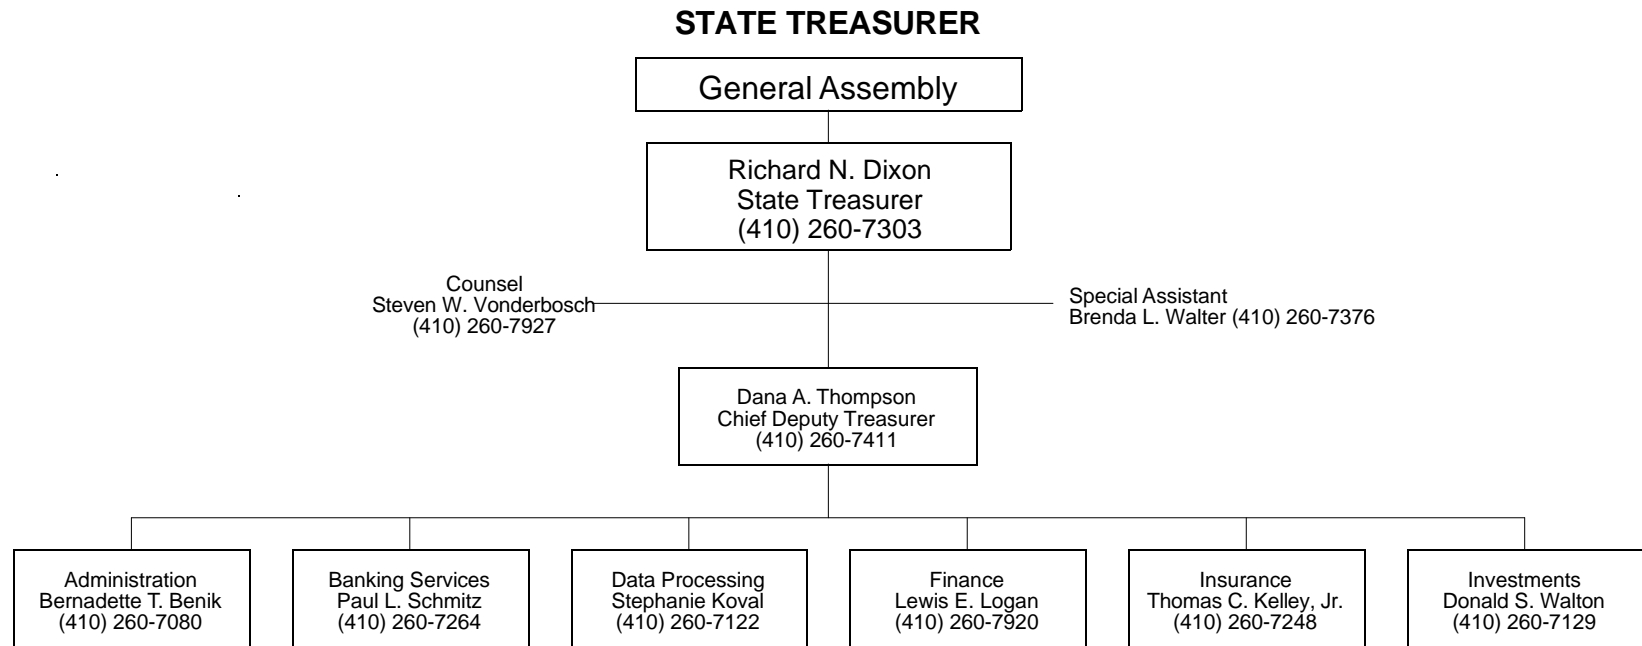 STATE TREASURER
General Assembly
Richard N. Dixon
State Treasurer
(410) 260-7303
Counsel
Steven W. Vonderbosch
(410) 260-7927
Special Assistant
Brenda L. Walter (410) 260-7376
Dana A. Thompson
Chief Deputy Treasurer
(410) 260-7411
Administration
Bernadette T. Benik
(410) 260-7080
Banking Services
Paul L. Schmitz
(410) 260-7264
Data Processing
Stephanie Koval
(410) 260-7122
Finance
Lewis E. Logan
(410) 260-7920
Insurance
Thomas C. Kelley, Jr.
(410) 260-7248
Investments
Donald S. Walton
(410) 260-7129